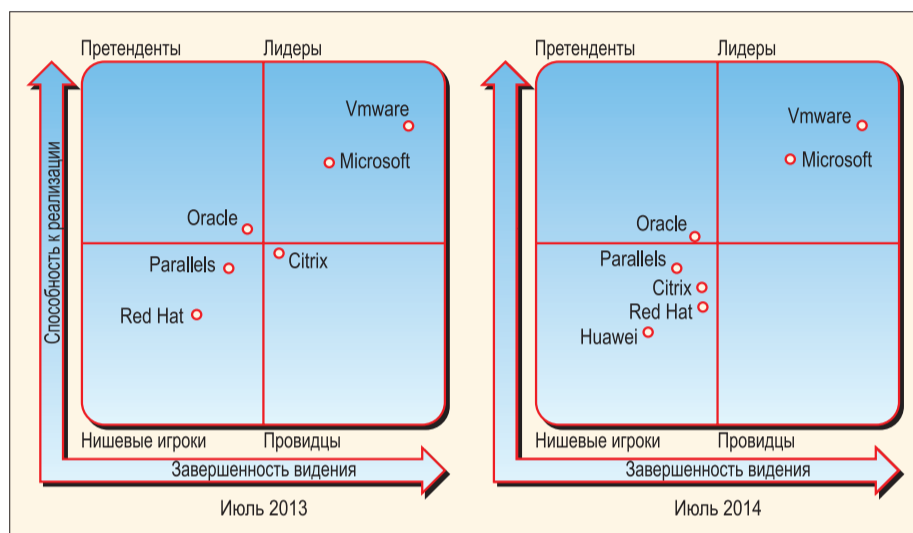 Претенденты
Лидеры
Vmware
Microsoft
Oracle
Citrix
Parallels
Red Hat
Нишевые игроки
Провидцы
Способность к реализации
Завершенность видения
Июль 2013
Претенденты
Лидеры
Vmware
Microsoft
Oracle
Parallels
Citrix
Red Hat
Huawei
Нишевые игроки
Провидцы
Завершенность видения
Июль 2014